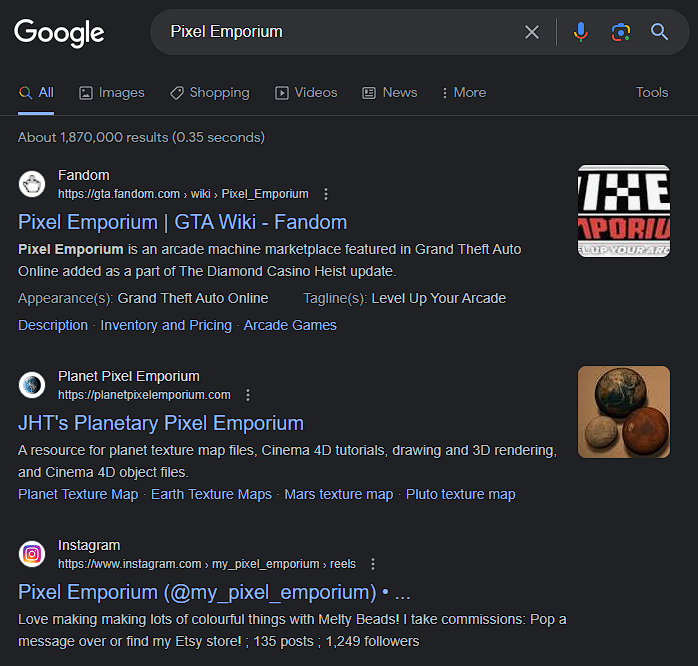 Google
Pixel Emporium
All Images Shopping Videos News More Tools
About 1,870,000 results (0.35 seconds)
Fandom
https://gta.fandom.com › wiki › Pixel_Emporium
Pixel Emporium | GTA Wiki - Fandom
Pixel Emporium is an arcade machine marketplace featured in Grand Theft Auto
Online added as a part of The Diamond Casino Heist update.
Appearance(s): Grand Theft Auto Online Tagline(s): Level Up Your Arcade
Description · Inventory and Pricing · Arcade Games
IXE
MPORIU
EL UP YOUR AR
Planet Pixel Emporium
https://planetpixelemporium.com
JHT's Planetary Pixel Emporium
A resource for planet texture map files, Cinema 4D tutorials, drawing and 3D rendering,
and Cinema 4D object files.
Planet Texture Map · Earth Texture Maps · Mars texture map · Pluto texture map
Instagram
https://www.instagram.com › my_pixel_emporium › reels
Pixel Emporium (@my_pixel_emporium) • ...
Love making making lots of colourful things with Melty Beads! I take commissions: Pop a
message over or find my Etsy store! ; 135 posts ; 1,249 followers